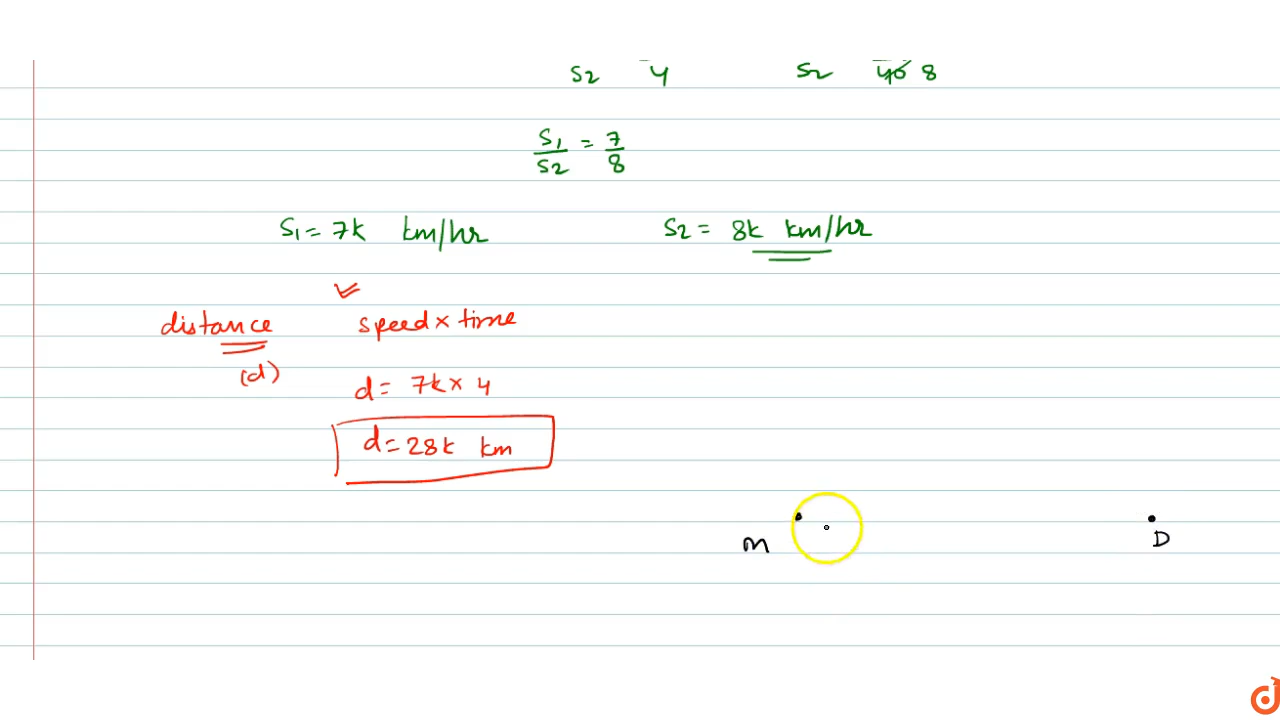 S2 4 S2 40 8
S1/S2 = 7/8
S1 = 7k km/hr S2 = 8k km/hr
distance speed × time
(d)
d = 7k × 4
d = 28k km
m D